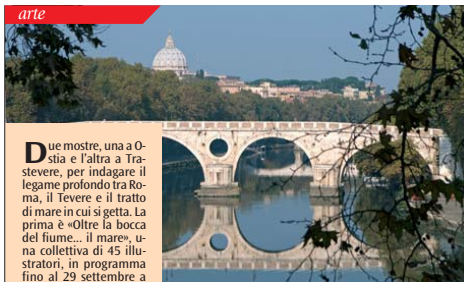 arte
Due mostre, una a O-
stia e l'altra a Tra-
stevere, per indagare il
legame profondo tra Ro-
ma, il Tevere e il tratto
di mare in cui si getta. La
prima è «Oltre la bocca
del fiume... il mare», u-
na collettiva di 45 illu-
stratori, in programma
fino al 29 settembre a